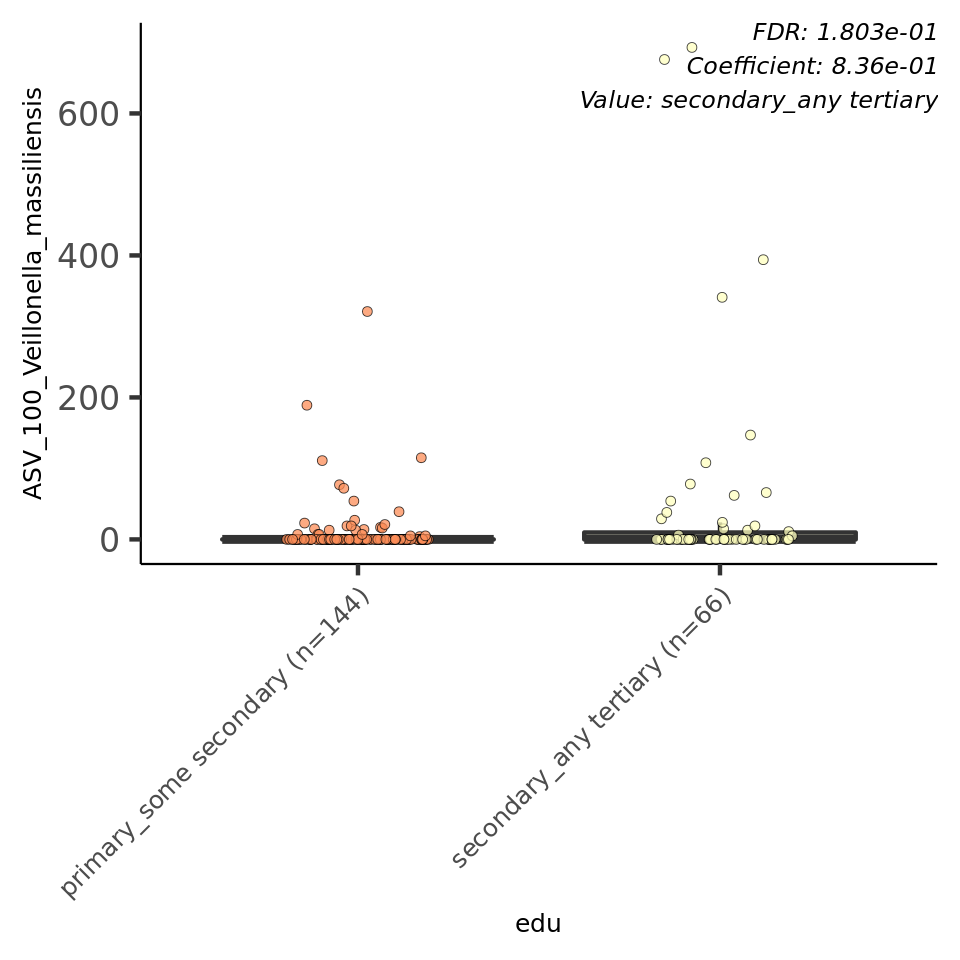 FDR: 1.803e-01
Coefficient: 8.36e-01
Value: secondary_any tertiary
ASV_100_Veillonella_massiliensis
600
400
200
0
primary_some secondary (n=144)
secondary_any tertiary (n=66)
edu